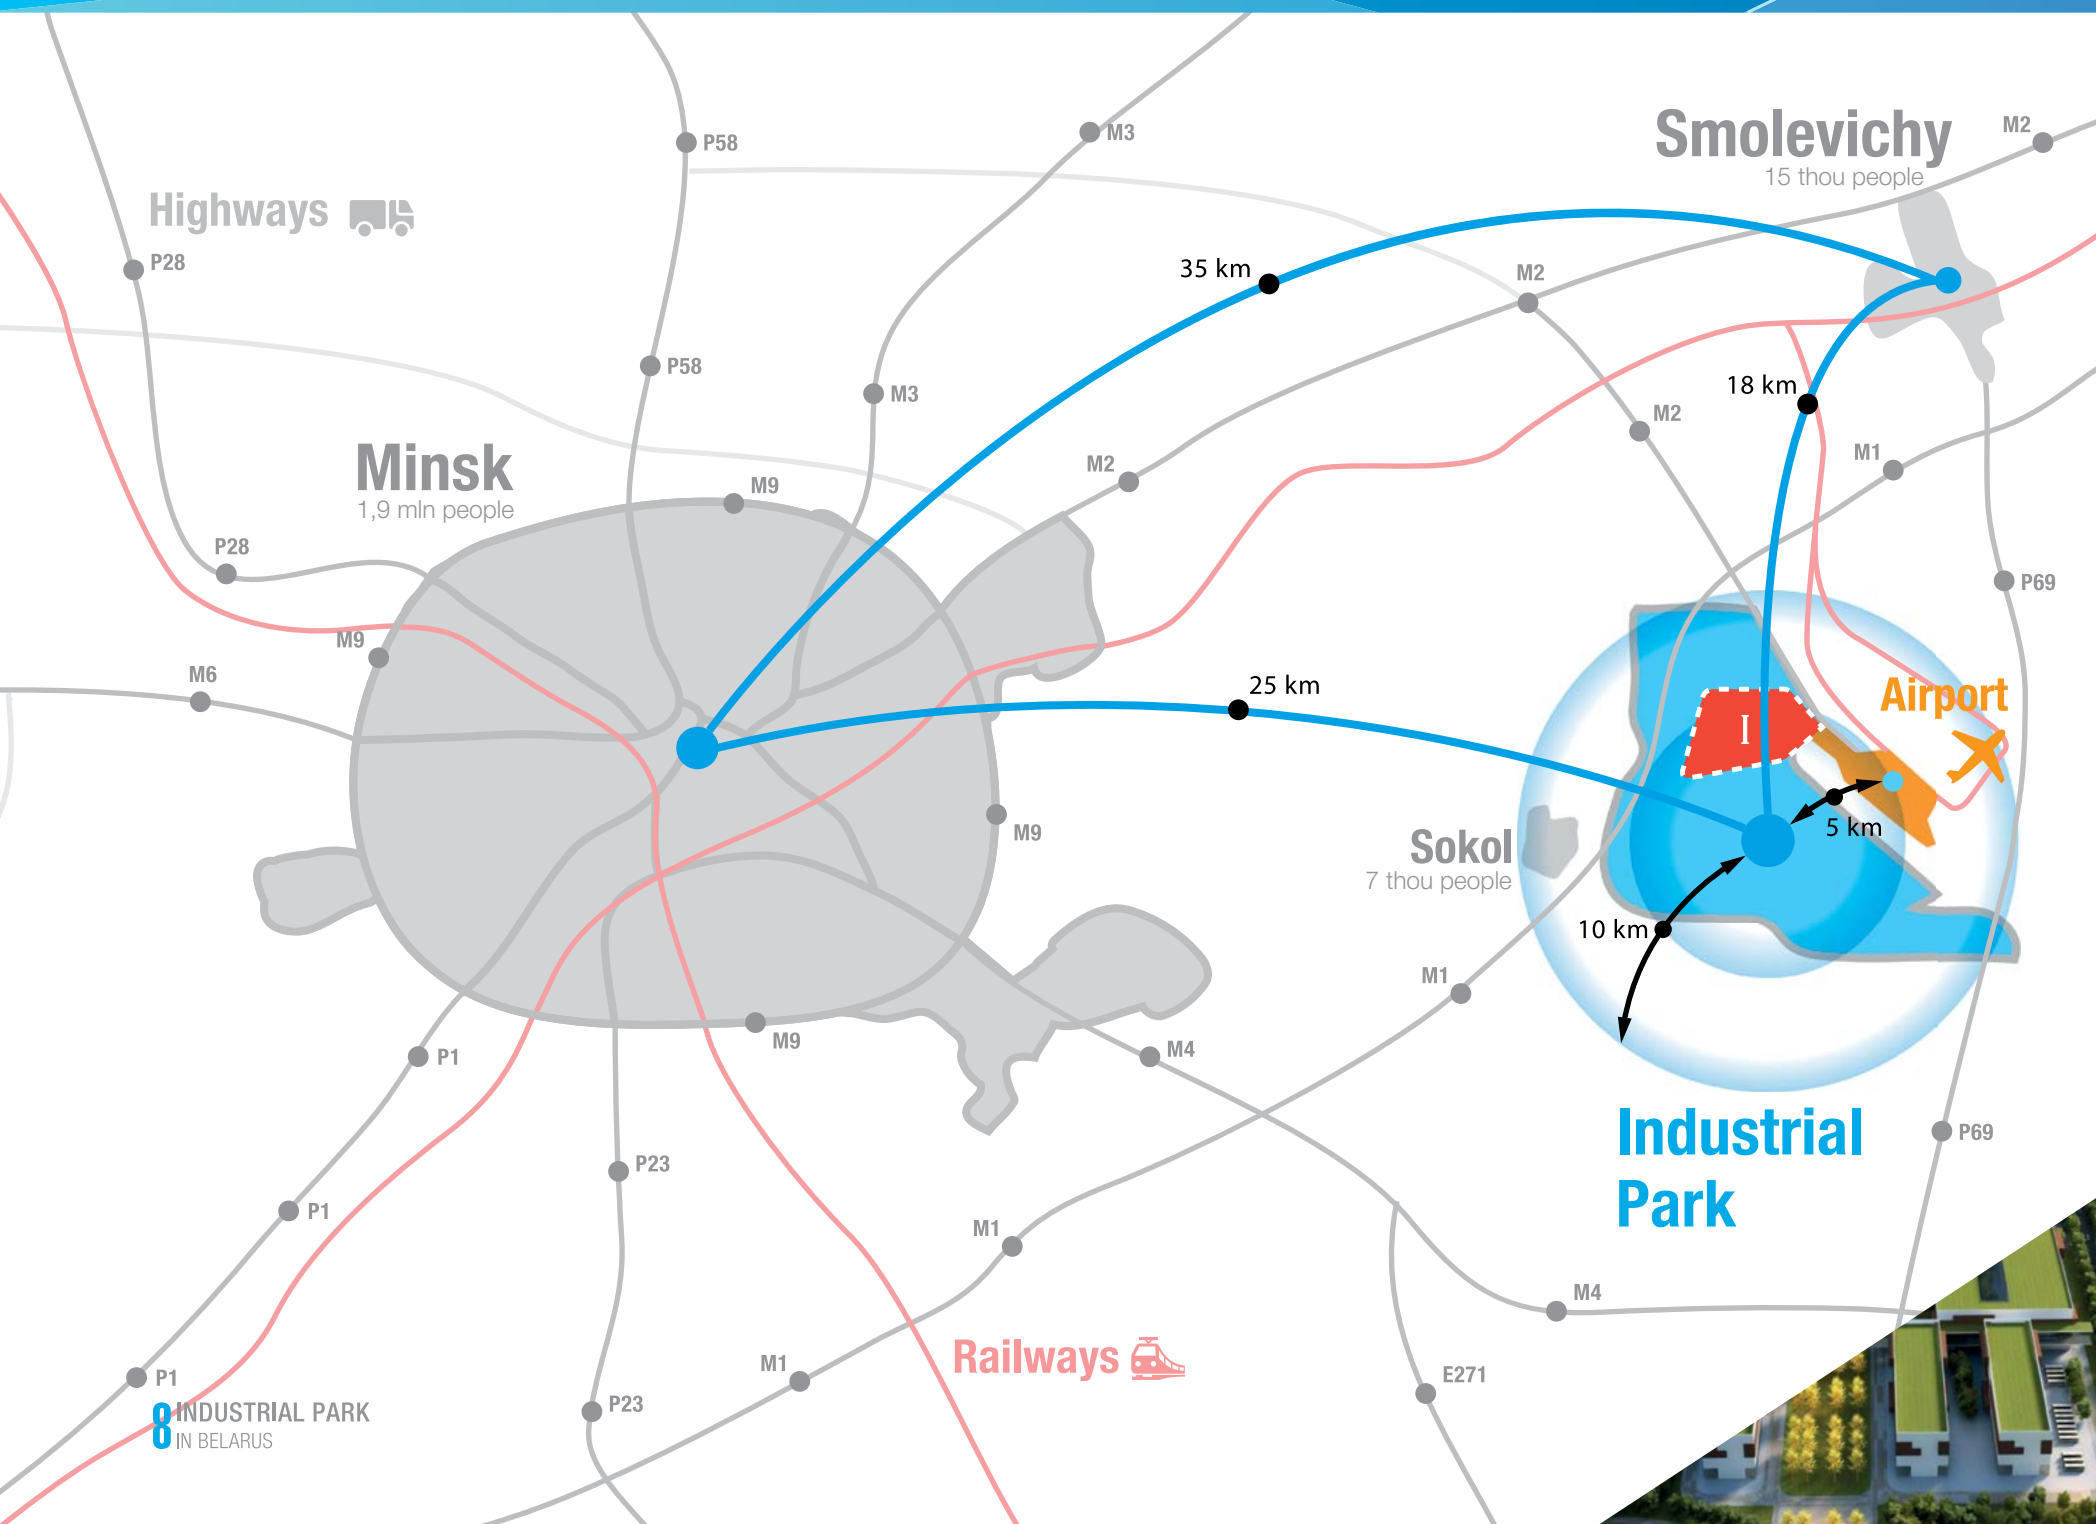 Smolevichy
15 thou people
M2
P58
M3
Highways
P28
35 km
M2
P58
M3
18 km
M2
M1
Minsk
1,9 mln people
M9
M2
P28
P69
M9
M6
25 km
Airport
I
M9
5 km
Sokol
7 thou people
10 km
M1
M9
P1
M4
Industrial
Park
P69
P23
P1
M1
M4
Railways
M1
E271
P1
P23
8
INDUSTRIAL PARK
IN BELARUS